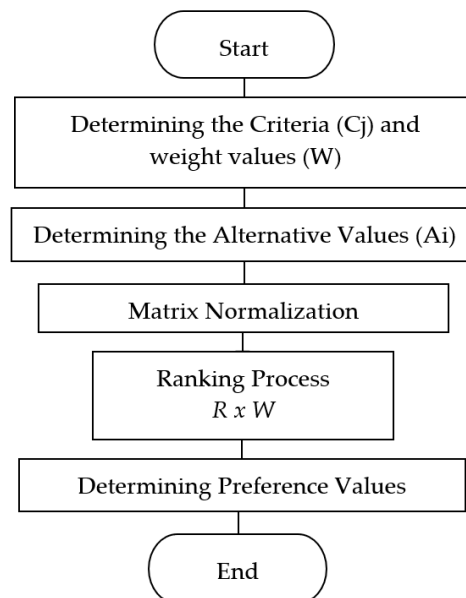 Start
Determining the Criteria (Cj) and
weight values (W)
Determining the Alternative Values (Ai)
Matrix Normalization
Ranking Process
R x W
Determining Preference Values
End